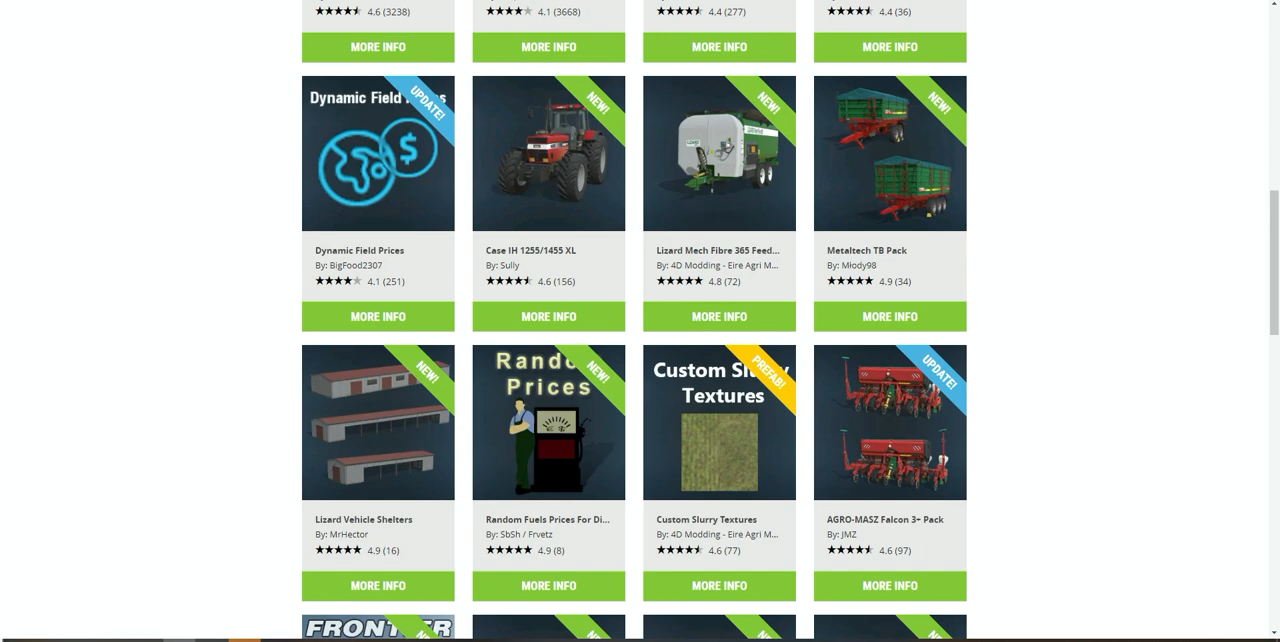 ★★★★★ 4.6 (3238)
★★★★★ 4.1 (3668)
★★★★★ 4.4 (277)
★★★★★ 4.4 (36)
MORE INFO
MORE INFO
MORE INFO
MORE INFO
Dynamic Field
s
UPDATE!
$
NEW!
NEW!
NEW!
Dynamic Field Prices
By: BigFood2307
★★★★★ 4.1 (251)
MORE INFO
Case IH 1255/1455 XL
By: Sully
★★★★★ 4.6 (156)
MORE INFO
Lizard Mech Fibre 365 Feed...
By: 4D Modding - Eire Agri M...
★★★★★ 4.8 (72)
MORE INFO
Metaltech TB Pack
By: Młody98
★★★★★ 4.9 (34)
MORE INFO
NEW!
Rando
Prices
NEW!
Custom Slurry
Textures
PREFAB!
UPDATE!
Lizard Vehicle Shelters
By: MrHector
★★★★★ 4.9 (16)
MORE INFO
Random Fuels Prices For Di...
By: SbSh / Frvetz
★★★★★ 4.9 (8)
MORE INFO
Custom Slurry Textures
By: 4D Modding - Eire Agri M...
★★★★★ 4.6 (77)
MORE INFO
AGRO-MASZ Falcon 3+ Pack
By: JMZ
★★★★★ 4.6 (97)
MORE INFO
FRONTIER